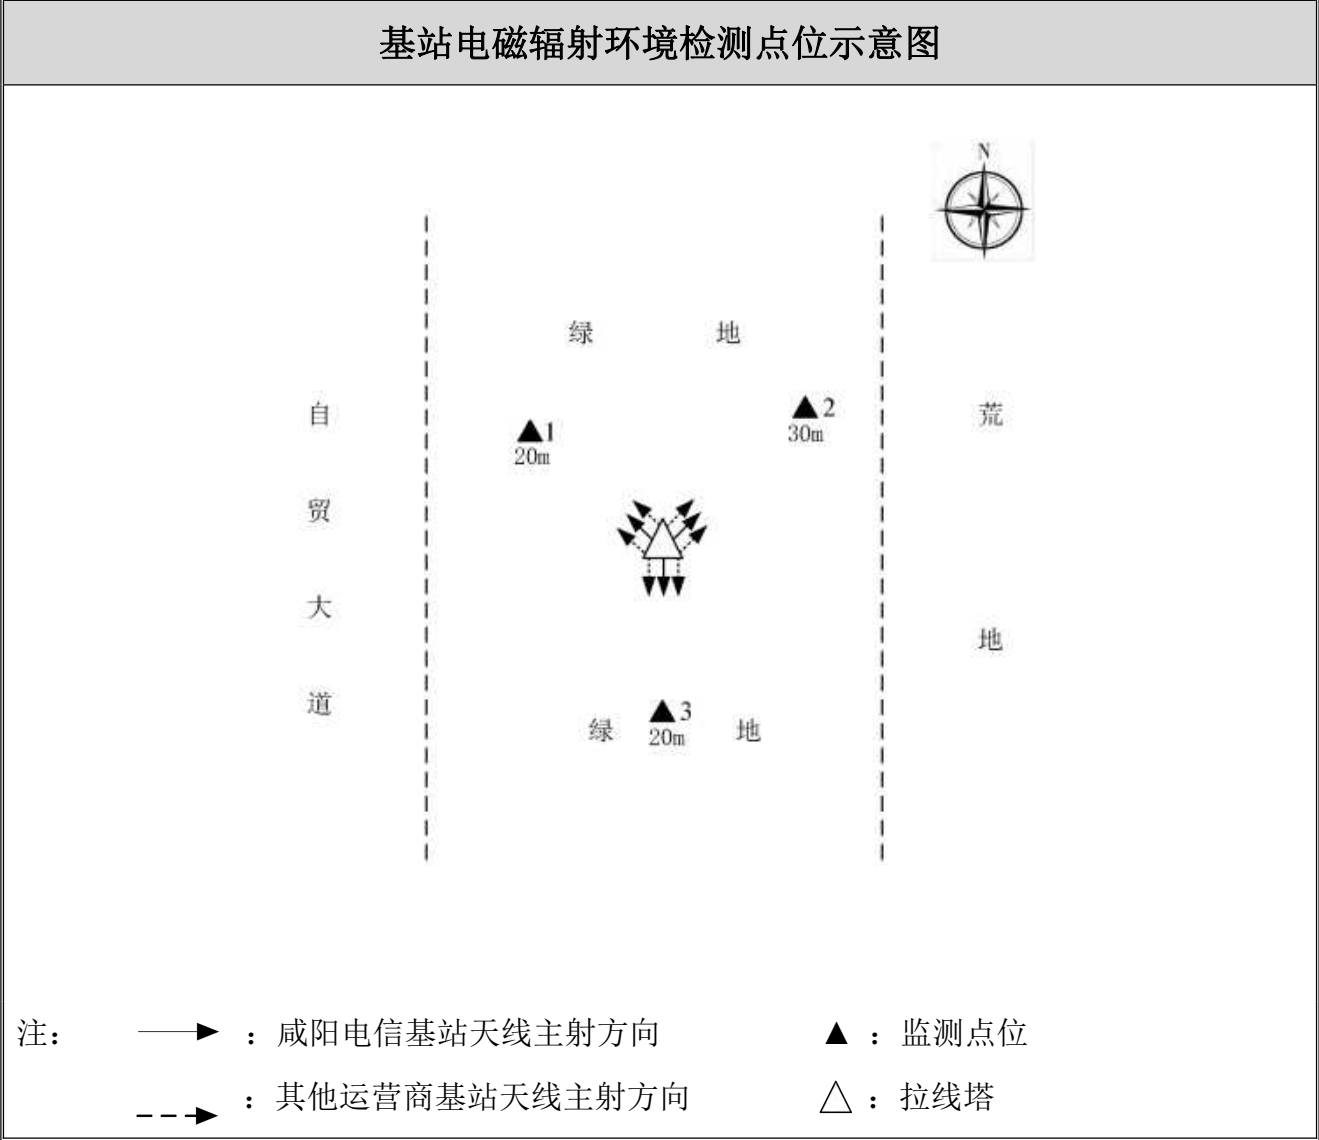 基站电磁辐射环境检测点位示意图
N
绿 地
自 荒
▲2
30m
▲1
20m
贸
大
地
道
▲3
20m
绿 地
注：
：咸阳电信基站天线主射方向
▲：监测点位
：其他运营商基站天线主射方向
△：拉线塔